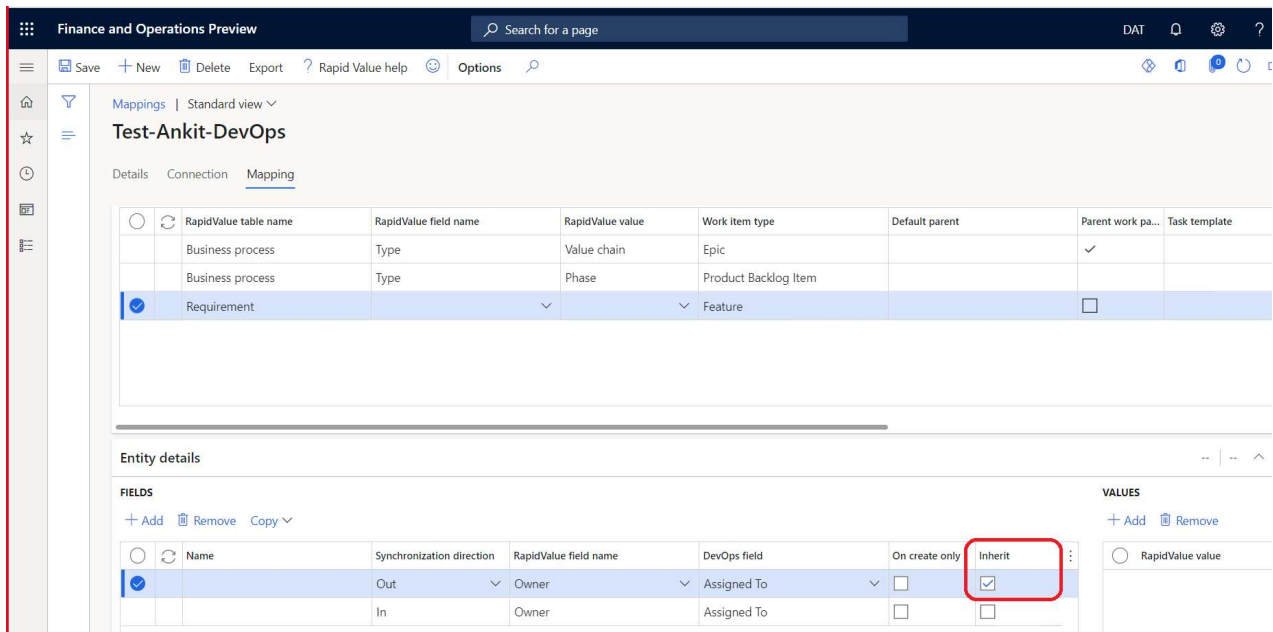 Finance and Operations Preview Search for a page DAT ?
Save + New Delete Export ? Rapid Value help Options 0
Mappings | Standard view
Test-Ankit-DevOps
Details Connection Mapping
RapidValue table name RapidValue field name RapidValue value Work item type Default parent Parent work pa... Task template
Business process Type Value chain Epic
Business process Type Phase Product Backlog Item
Requirement Feature
Entity details -- | --
FIELDS VALUES
+ Add Remove Copy + Add Remove
Name Synchronization direction RapidValue field name DevOps field On create only Inherit RapidValue value
Out Owner Assigned To
In Owner Assigned To